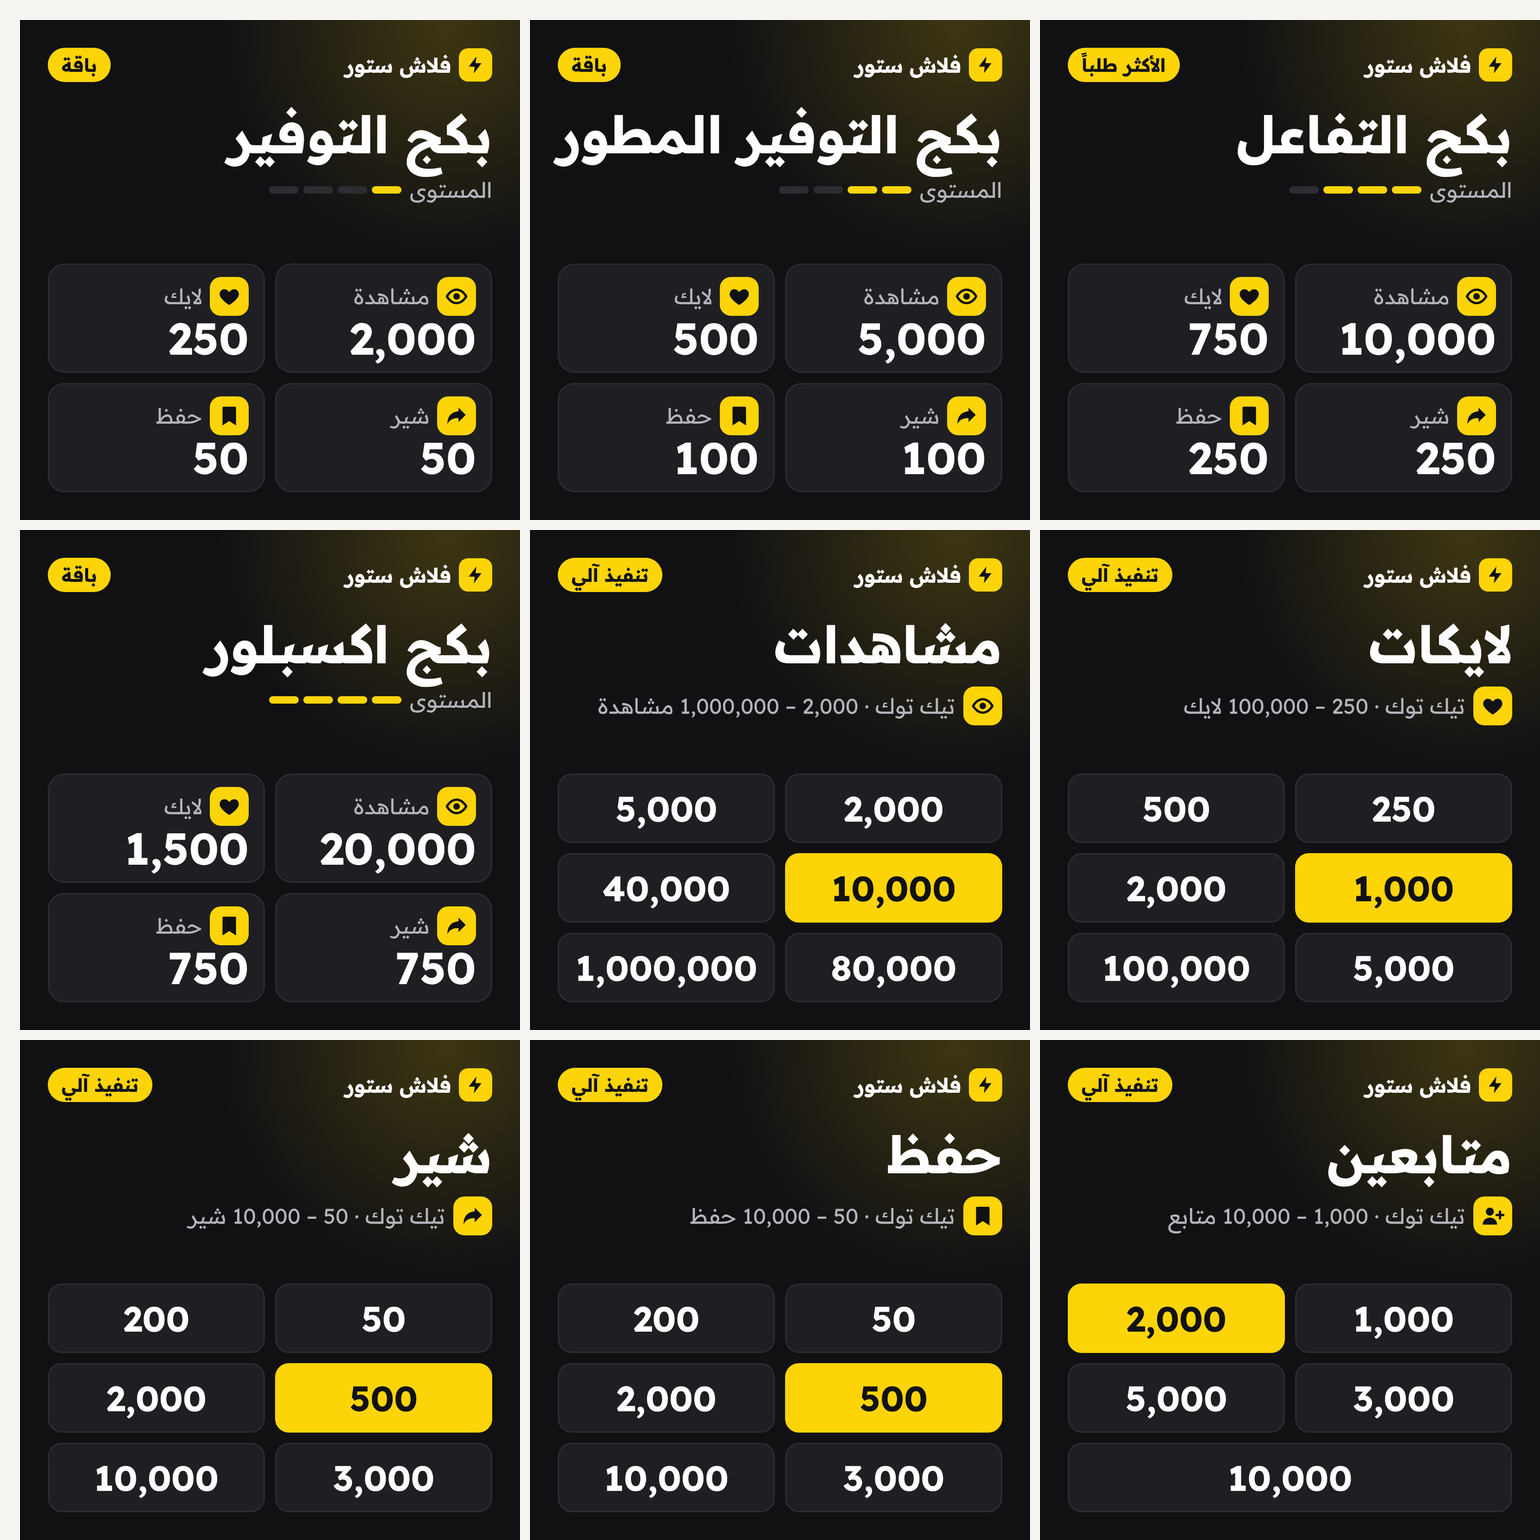 فلاش ستور
باقة
بكج التوفير
المستوى
مشاهدة
2,000
لايك
250
شير
50
حفظ
50
فلاش ستور
باقة
بكج التوفير المطور
المستوى
مشاهدة
5,000
لايك
500
شير
100
حفظ
100
فلاش ستور
الأكثر طلباً
بكج التفاعل
المستوى
مشاهدة
10,000
لايك
750
شير
250
حفظ
250
فلاش ستور
باقة
بكج اكسبلور
المستوى
مشاهدة
20,000
لايك
1,500
شير
750
حفظ
750
فلاش ستور
تنفيذ آلي
مشاهدات
تيك توك · 2,000 – 1,000,000 مشاهدة
2,000
5,000
10,000
40,000
80,000
1,000,000
فلاش ستور
تنفيذ آلي
لايكات
تيك توك · 250 – 100,000 لايك
250
500
1,000
2,000
5,000
100,000
فلاش ستور
تنفيذ آلي
شير
تيك توك · 50 – 10,000 شير
50
200
500
2,000
3,000
10,000
فلاش ستور
تنفيذ آلي
حفظ
تيك توك · 50 – 10,000 حفظ
50
200
500
2,000
3,000
10,000
فلاش ستور
تنفيذ آلي
متابعين
تيك توك · 1,000 – 10,000 متابع
1,000
2,000
3,000
5,000
10,000